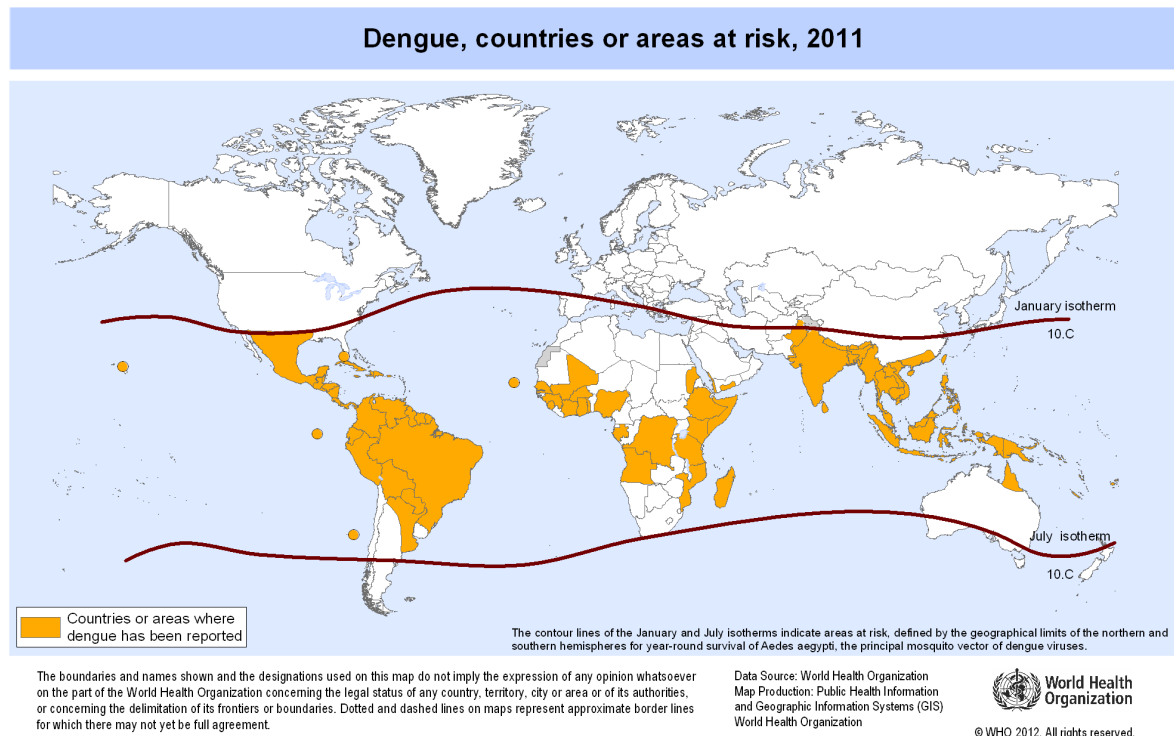 Dengue, countries or areas at risk, 2011
January isotherm
10.C
July isotherm
10.C
Countries or areas where
dengue has been reported
The contour lines of the January and July isotherms indicate areas at risk, defined by the geographical limits of the northern and
southern hemispheres for year-round survival of Aedes aegypti, the principal mosquito vector of dengue viruses.
The boundaries and names shown and the designations used on this map do not imply the expression of any opinion whatsoever
on the part of the World Health Organization concerning the legal status of any country, territory, city or area or of its authorities,
or concerning the delimitation of its frontiers or boundaries. Dotted and dashed lines on maps represent approximate border lines
for which there may not yet be full agreement.
Data Source: World Health Organization
Map Production: Public Health Information
and Geographic Information Systems (GIS)
World Health Organization
World Health
Organization
© WHO 2012. All rights reserved.